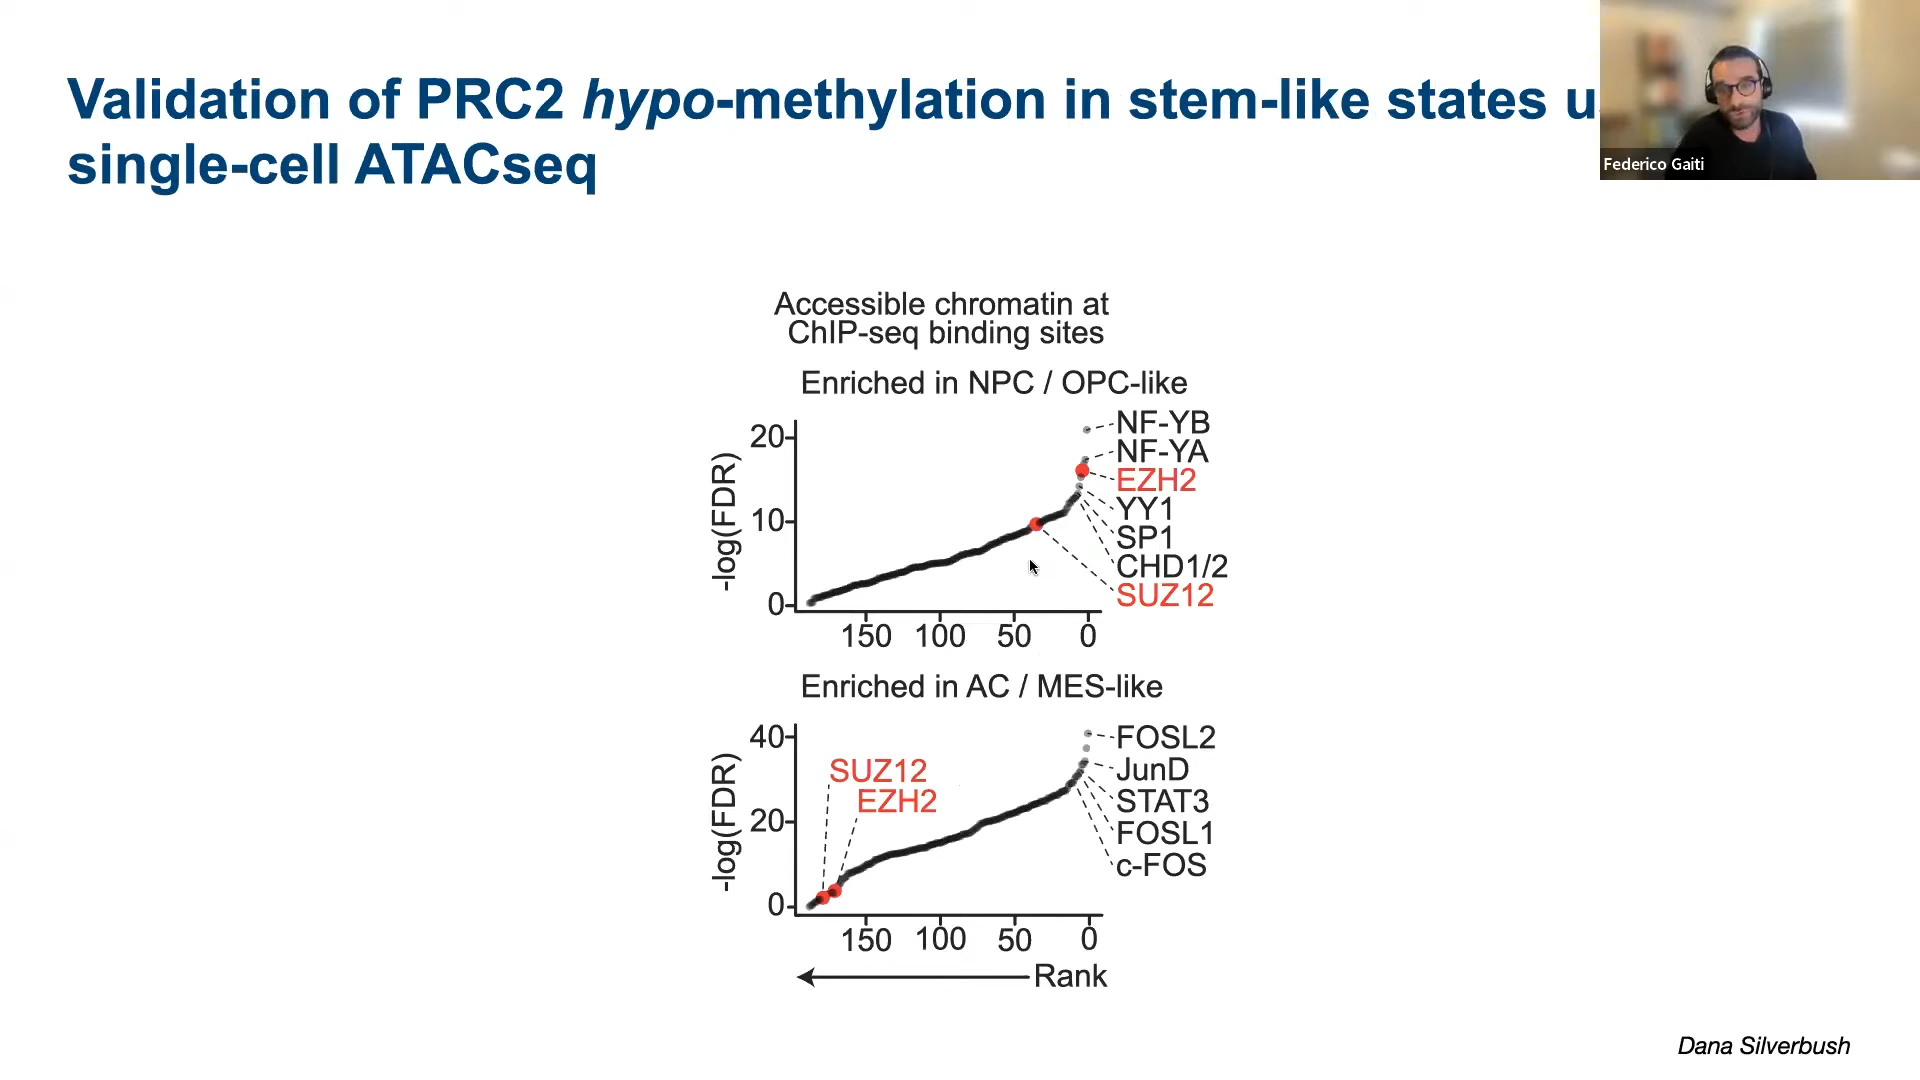 Validation of PRC2 hypo-methylation in stem-like states
single-cell ATACseq
Federico Gaiti
Accessible chromatin at
ChIP-seq binding sites
Enriched in NPC / OPC-like
-log(FDR)
20
10
0
150 100 50 0
NF-YB
NF-YA
EZH2
YY1
SP1
CHD1/2
SUZ12
Enriched in AC / MES-like
-log(FDR)
40
20
0
150 100 50 0
SUZ12
EZH2
FOSL2
JunD
STAT3
FOSL1
c-FOS
Rank
Dana Silverbush